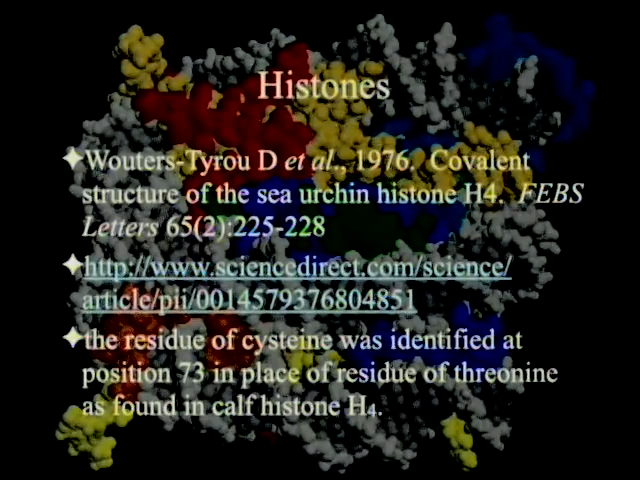 Histones
Wouters-Tyrou D et al., 1976. Covalent
structure of the sea urchin histone H4. FEBS
Letters 65(2):225-228
http://www.sciencedirect.com/science/
article/pii/0014579376804851
the residue of cysteine was identified at
position 73 in place of residue of threonine
as found in calf histone H₄.